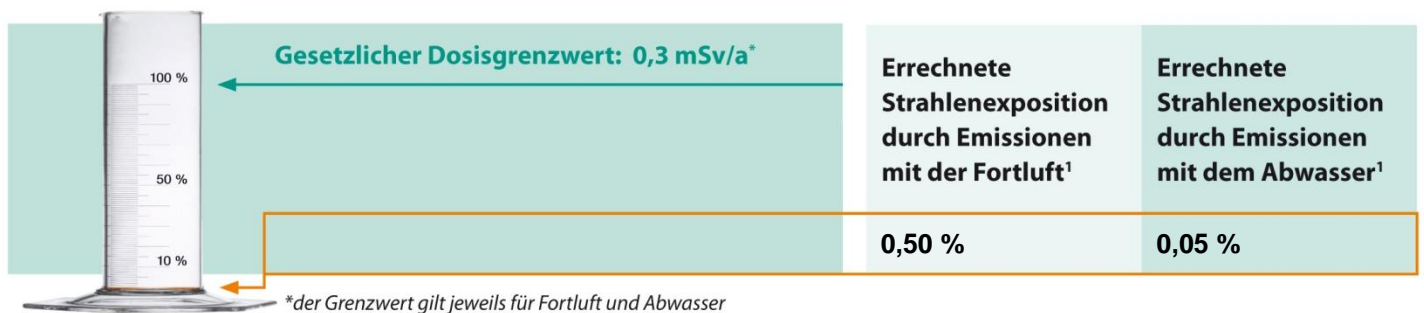 Gesetzlicher Dosisgrenzwert: 0,3 mSv/a*
100 %
50 %
10 %
Errechnete
Strahlenexposition
durch Emissionen
mit der Fortluft¹
0,50 %
Errechnete
Strahlenexposition
durch Emissionen
mit dem Abwasser¹
0,05 %
*der Grenzwert gilt jeweils für Fortluft und Abwasser